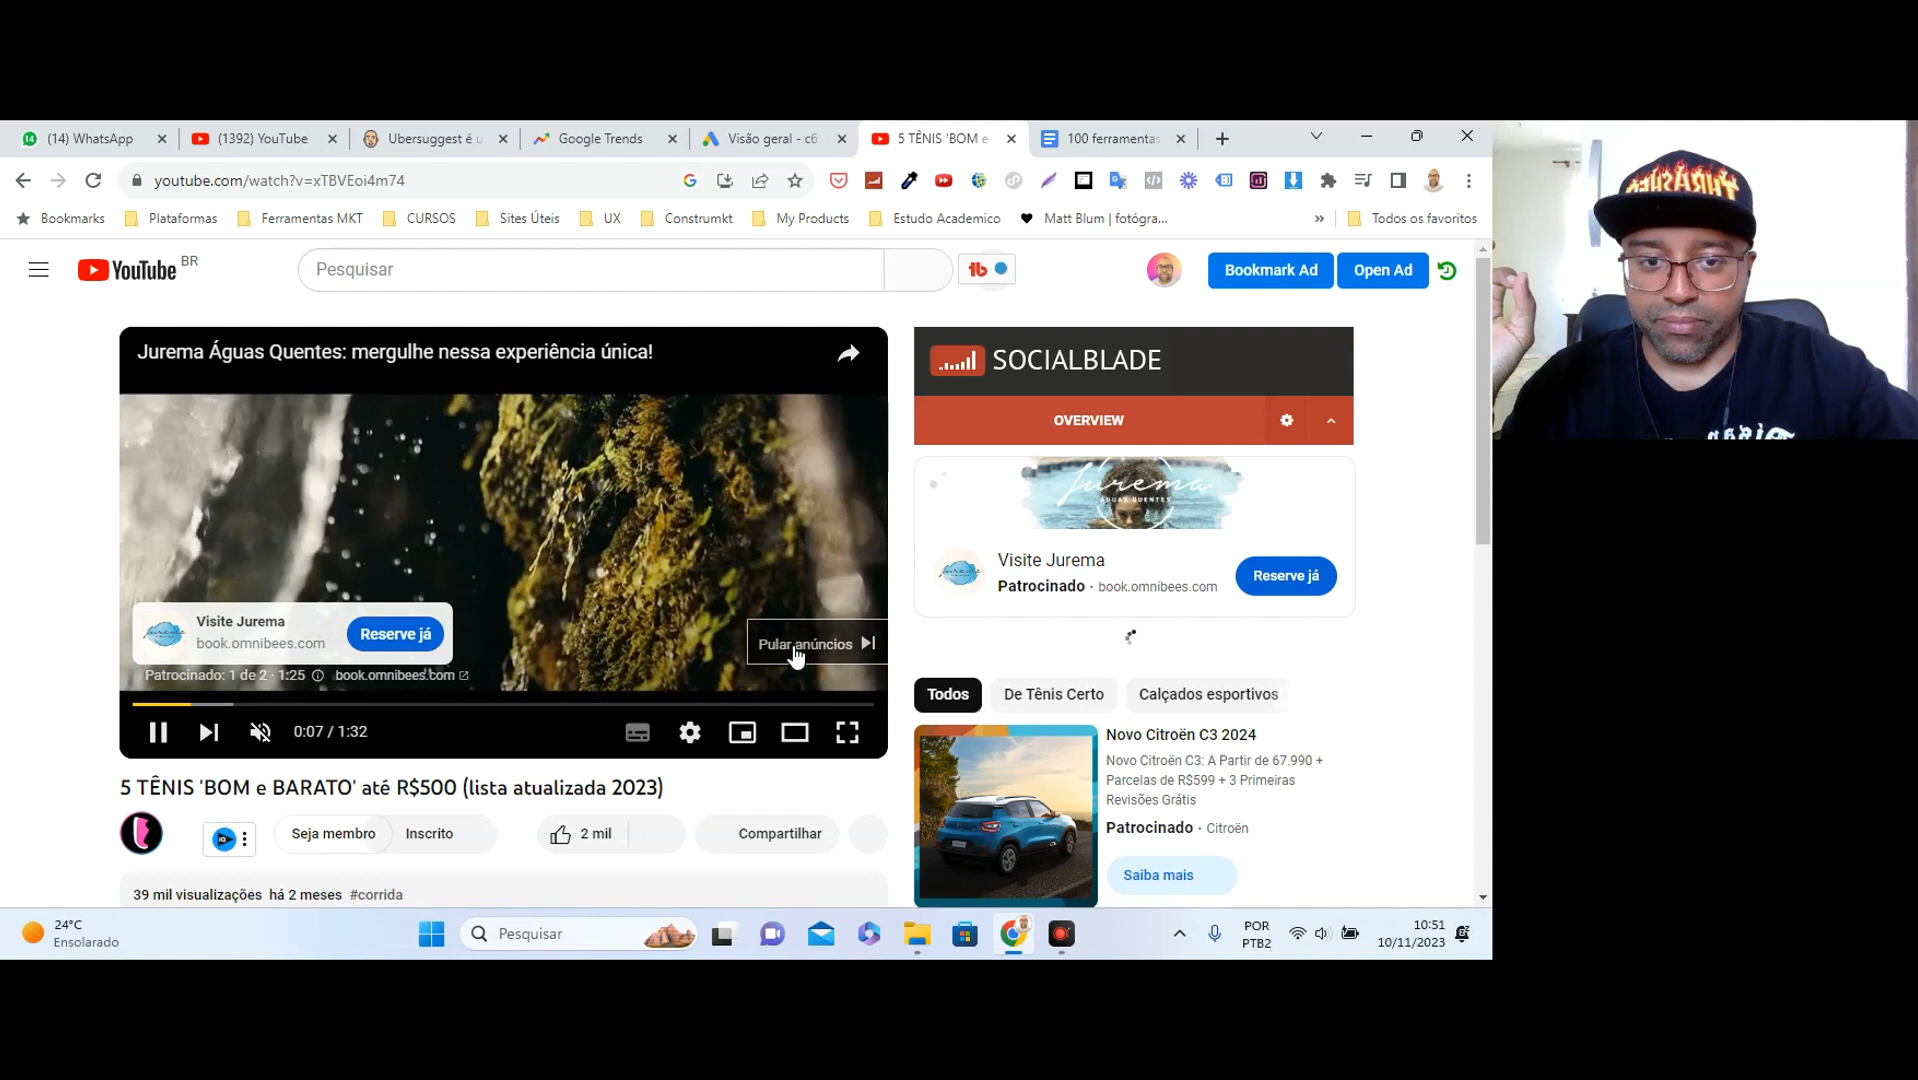 (14) WhatsApp
(1392) YouTube
Ubersuggest é u
Google Trends
Visão geral - c6
5 TÊNIS 'BOM e
100 ferramentas
youtube.com/watch?v=xTBVEoi4m74
Bookmarks
Plataformas
Ferramentas MKT
CURSOS
Sites Úteis
UX
Construmkt
My Products
Estudo Academico
Matt Blum | fotógra...
»
Todos os favoritos
YouTube BR
Pesquisar
Bookmark Ad
Open Ad
THRASHER
Jurema Águas Quentes: mergulhe nessa experiência única!
SOCIALBLADE
OVERVIEW
Jurema
ÁGUAS QUENTES
Visite Jurema
Patrocinado · book.omnibees.com
Reserve já
Visite Jurema
book.omnibees.com
Reserve já
Pular anúncios
Patrocinado: 1 de 2 · 1:25
book.omnibees.com
0:07 / 1:32
Todos
De Tênis Certo
Calçados esportivos
Novo Citroën C3 2024
Novo Citroën C3: A Partir de 67.990 +
Parcelas de R$599 + 3 Primeiras
Revisões Grátis
Patrocinado · Citroën
Saiba mais
5 TÊNIS 'BOM e BARATO' até R$500 (lista atualizada 2023)
Seja membro
Inscrito
2 mil
Compartilhar
39 mil visualizações há 2 meses #corrida
24°C
Ensolarado
Pesquisar
POR
PTB2
10:51
10/11/2023